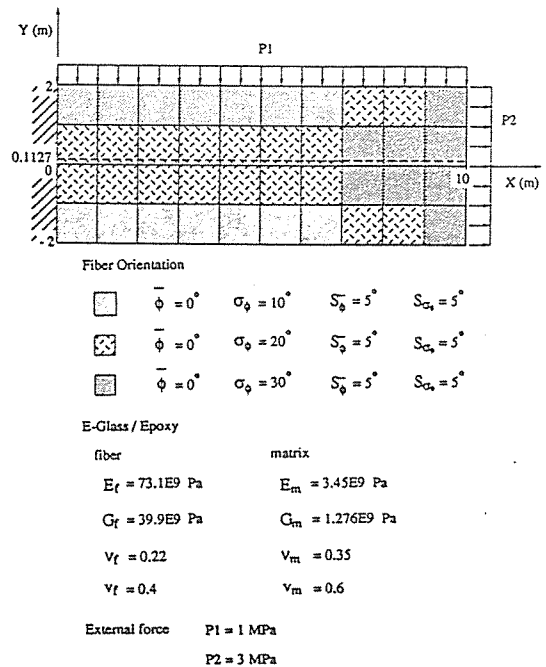 Y (m)
P1
2
P2
0.1127
0
10
X (m)
-2
Fiber Orientation
ϕ̄ = 0° σϕ = 10° Sϕ̄ = 5° Sσϕ = 5°
ϕ̄ = 0° σϕ = 20° Sϕ̄ = 5° Sσϕ = 5°
ϕ̄ = 0° σϕ = 30° Sϕ̄ = 5° Sσϕ = 5°
E-Glass / Epoxy
fiber matrix
Ef = 73.1E9 Pa Em = 3.45E9 Pa
Gf = 39.9E9 Pa Gm = 1.276E9 Pa
νf = 0.22 νm = 0.35
vf = 0.4 vm = 0.6
External force P1 = 1 MPa
P2 = 3 MPa